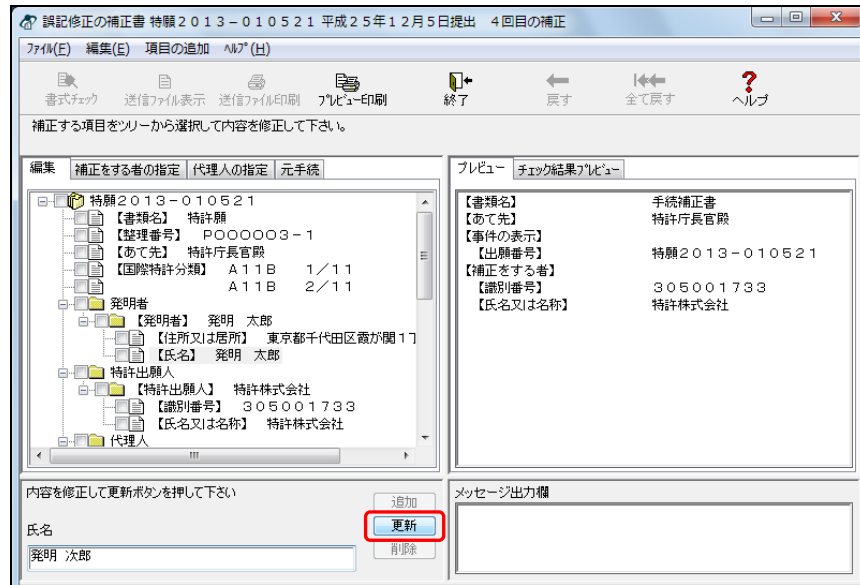 誤記修正の補正書 特願2013-010521 平成25年12月5日提出 4回目の補正
ﾌｧｲﾙ(F) 編集(E) 項目の追加 ﾍﾙﾌﾟ(H)
書式ﾁｪｯｸ 送信ﾌｧｲﾙ表示 送信ﾌｧｲﾙ印刷 ﾌﾟﾚﾋﾞｭｰ印刷 終了 戻す 全て戻す ヘルプ
補正する項目をツリーから選択して内容を修正して下さい。
編集 補正をする者の指定 代理人の指定 元手続
特願2013-010521
【書類名】 特許願
【整理番号】 P000003-1
【あて先】 特許庁長官殿
【国際特許分類】 A11B 1/11
A11B 2/11
発明者
【発明者】 発明 太郎
【住所又は居所】 東京都千代田区霞が関1丁
【氏名】 発明 太郎
特許出願人
【特許出願人】 特許株式会社
【識別番号】 305001733
【氏名又は名称】 特許株式会社
代理人
プレビュー チェック結果ﾌﾟﾚﾋﾞｭｰ
【書類名】 手続補正書
【あて先】 特許庁長官殿
【事件の表示】
【出願番号】 特願2013-010521
【補正をする者】
【識別番号】 305001733
【氏名又は名称】 特許株式会社
内容を修正して更新ボタンを押して下さい
追加
更新
削除
氏名
発明 次郎
メッセージ出力欄